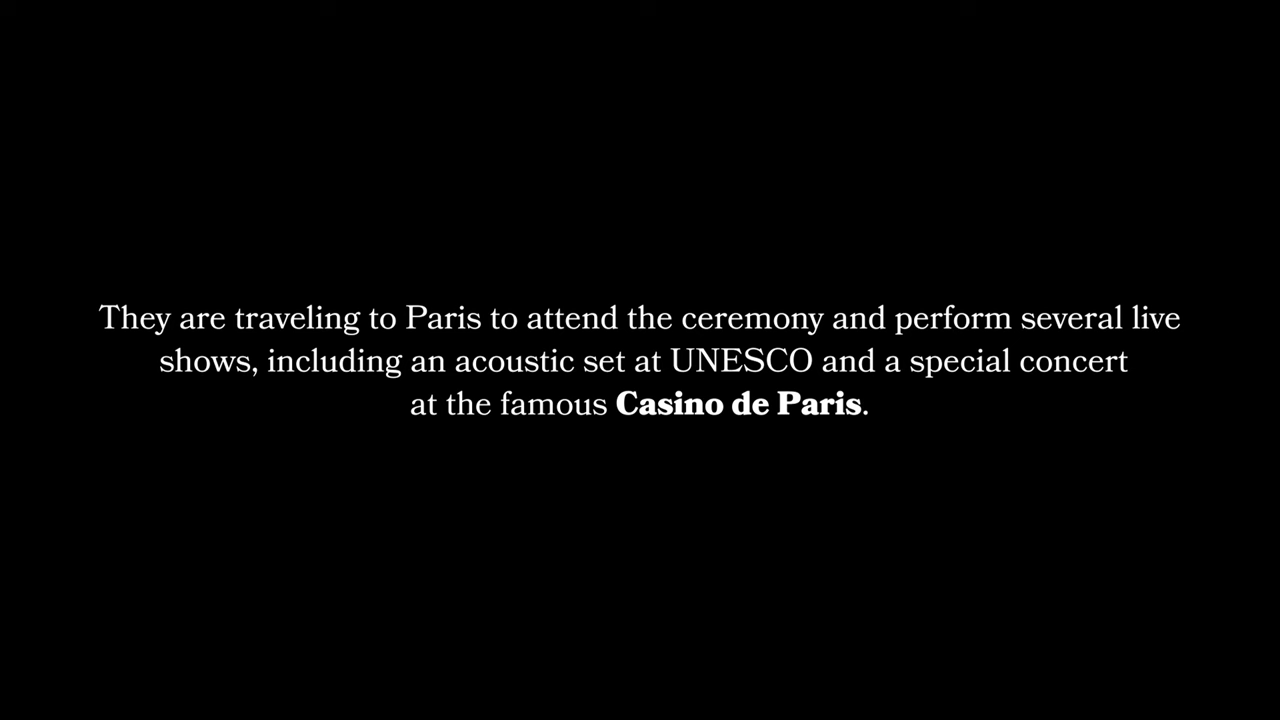 They are traveling to Paris to attend the ceremony and perform several live
shows, including an acoustic set at UNESCO and a special concert
at the famous Casino de Paris.